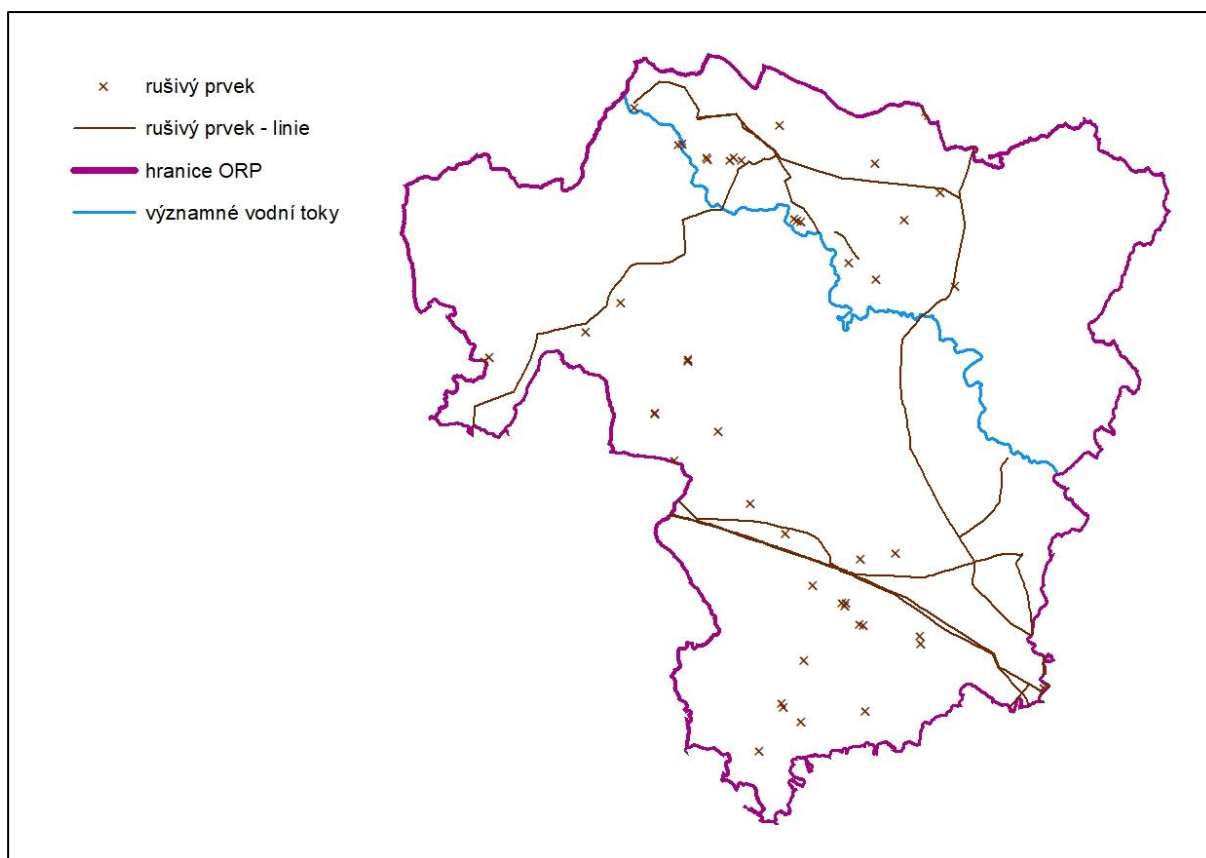 rušivý prvek
rušivý prvek - linie
hranice ORP
významné vodní toky